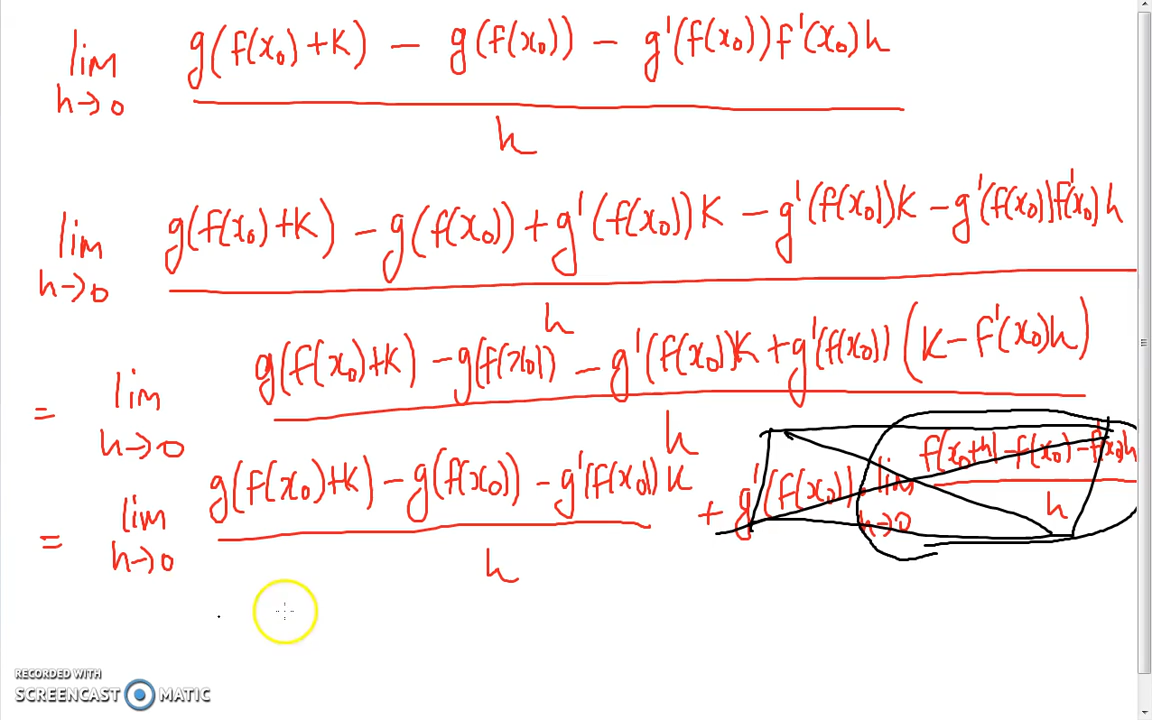 lim h→0 g(f(x₀)+k) − g(f(x₀)) − g'(f(x₀))f'(x₀)h
h
lim h→0 g(f(x₀)+k) − g(f(x₀)) + g'(f(x₀))k − g'(f(x₀))k − g'(f(x₀))f'(x₀)h
h
= lim h→0 g(f(x₀)+k) − g(f(x₀)) − g'(f(x₀))k + g'(f(x₀))(k − f'(x₀)h)
h
= lim h→0 g(f(x₀)+k) − g(f(x₀)) − g'(f(x₀))k + g'(f(x₀)). lim h→0 f(x₀+h) − f(x₀) − f'(x₀)h
h h
RECORDED WITH
SCREENCAST MATIC